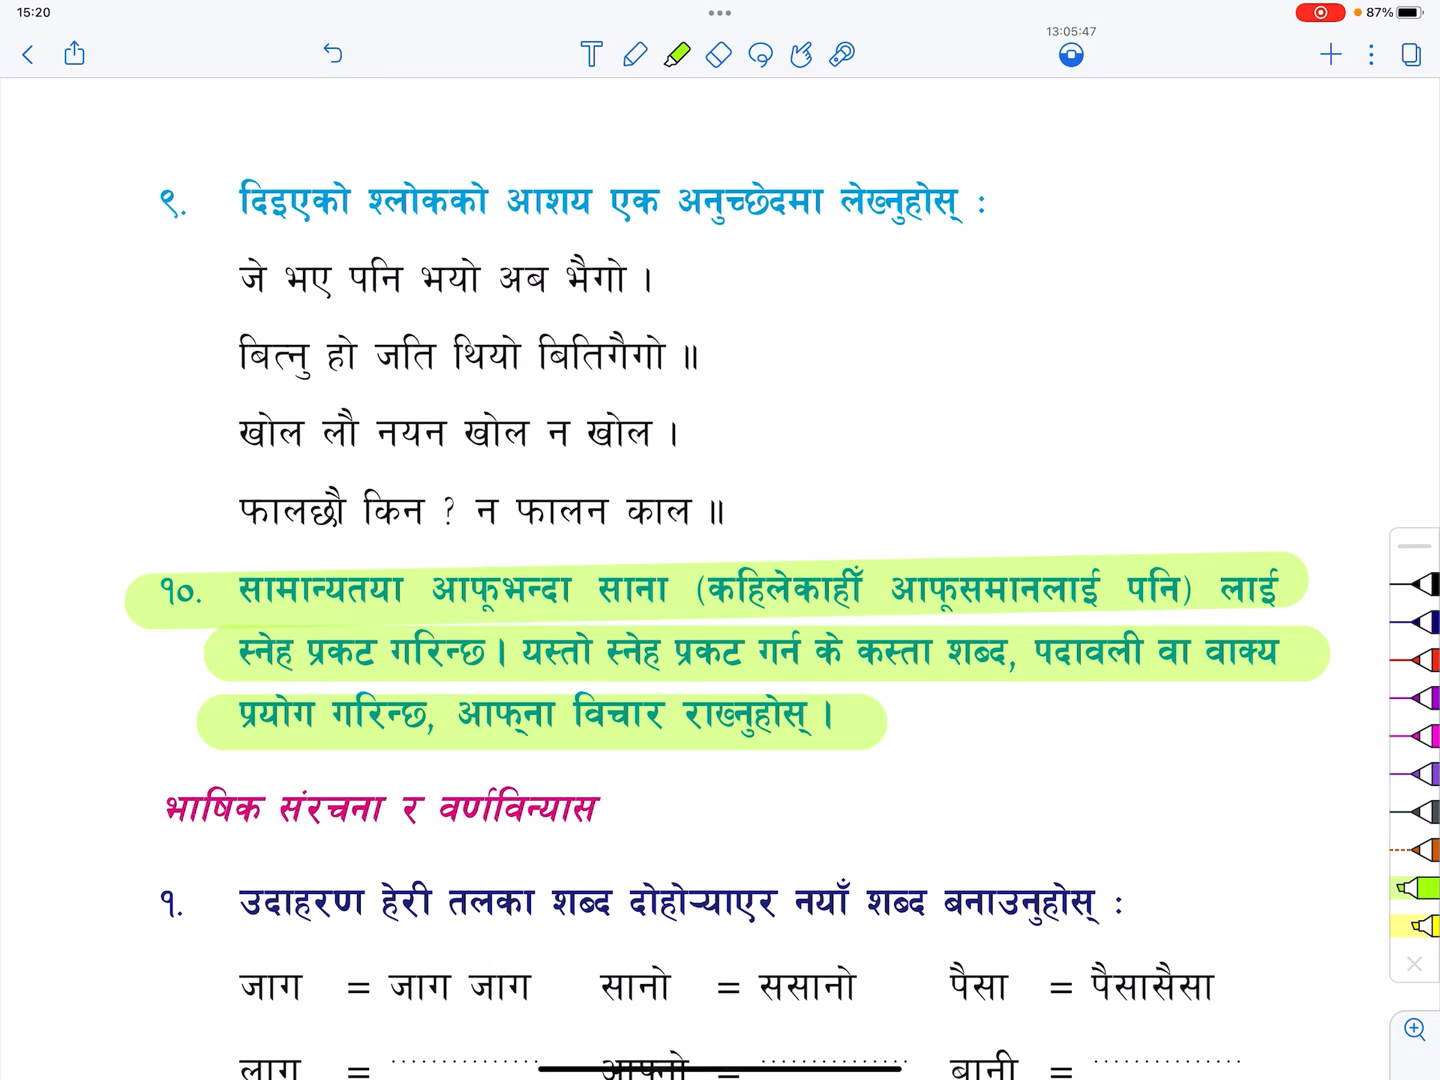 15:20
87%
13:05:47
९. दिइएको श्लोकको आशय एक अनुच्छेदमा लेख्नुहोस् :
जे भए पनि भयो अब भैगो ।
बित्नु हो जति थियो बितिगैगो ॥
खोल लौ नयन खोल न खोल ।
फालछौ किन ? न फालन काल ॥
१०. सामान्यतया आफूभन्दा साना (कहिलेकाहीँ आफूसमानलाई पनि) लाई
स्नेह प्रकट गरिन्छ । यस्तो स्नेह प्रकट गर्न के कस्ता शब्द, पदावली वा वाक्य
प्रयोग गरिन्छ, आफ्ना विचार राख्नुहोस् ।
भाषिक संरचना र वर्णविन्यास
१. उदाहरण हेरी तलका शब्द दोहोऱ्याएर नयाँ शब्द बनाउनुहोस् :
जाग = जाग जाग सानो = ससानो पैसा = पैसासैसा
लाग = .............. आफ्नो = .............. बानी = ..............